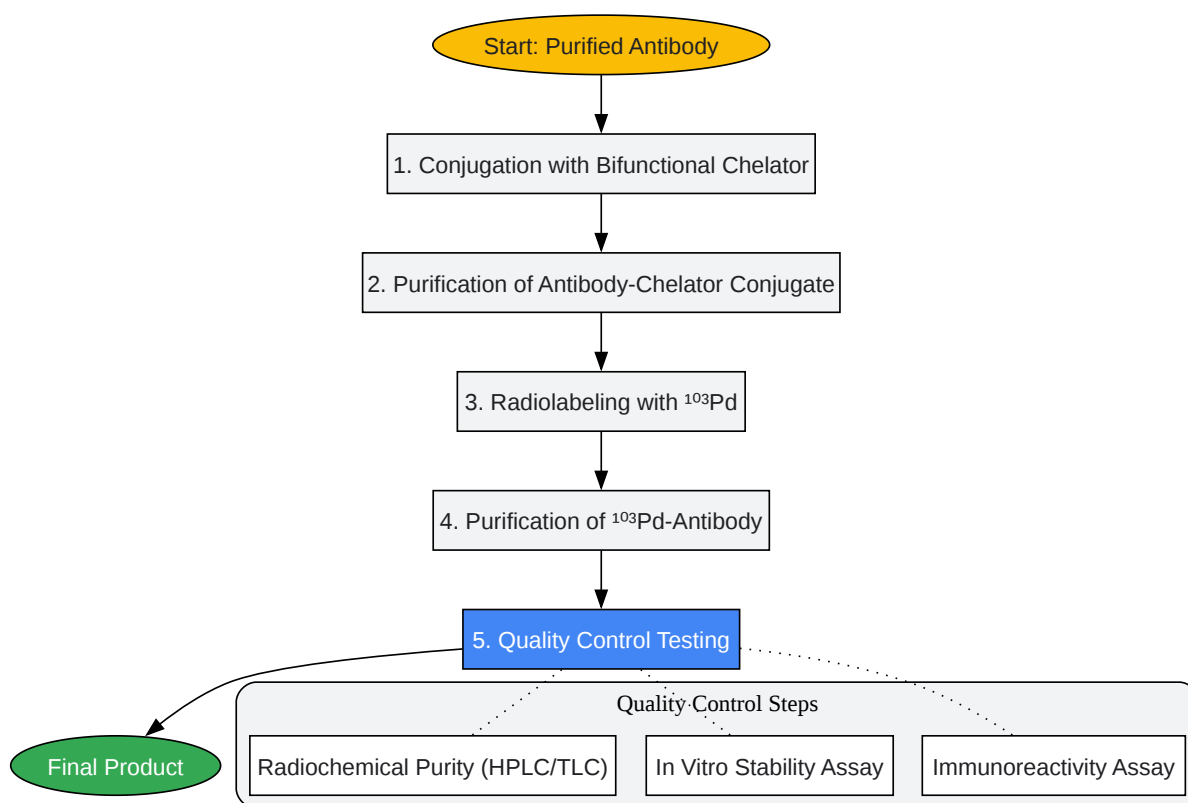 Start: Purified Antibody
1. Conjugation with Bifunctional Chelator
2. Purification of Antibody-Chelator Conjugate
3. Radiolabeling with ¹⁰³Pd
4. Purification of ¹⁰³Pd-Antibody
5. Quality Control Testing
Quality Control Steps
Final Product
Radiochemical Purity (HPLC/TLC)
In Vitro Stability Assay
Immunoreactivity Assay